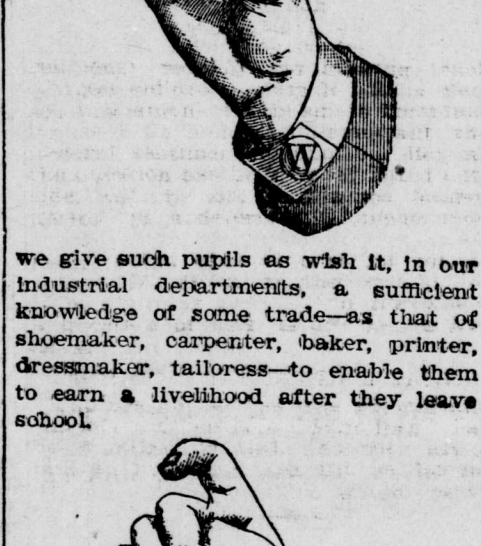 W
we give such pupils as wish it, in our
industrial departments, a sufficient
knowledge of some trade—as that of
shoemaker, carpenter, baker, printer,
dressmaker, tailoress—to enable them
to earn a livelihood after they leave
school.